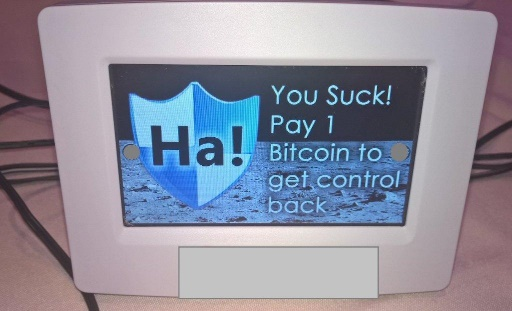 Ha!
You Suck!
Pay 1
Bitcoin to
get control
back